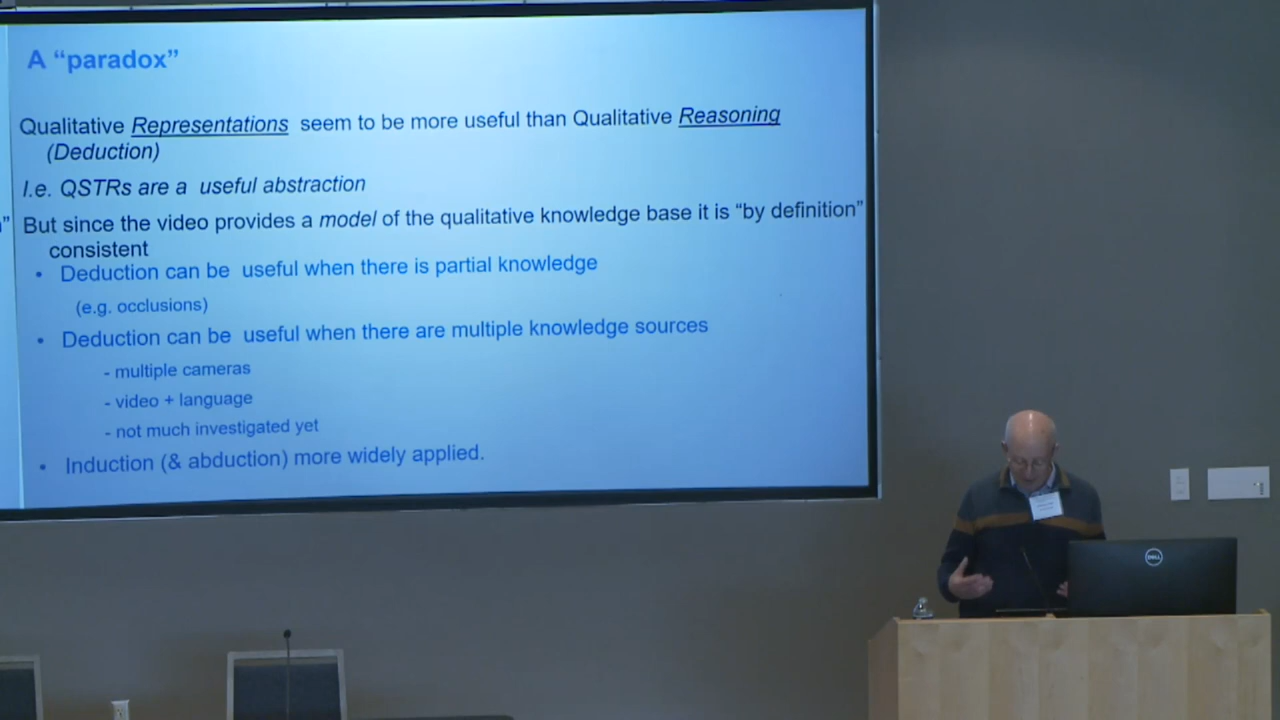 A “paradox”
Qualitative Representations seem to be more useful than Qualitative Reasoning
(Deduction)
I.e. QSTRs are a useful abstraction
But since the video provides a model of the qualitative knowledge base it is “by definition”
consistent
• Deduction can be useful when there is partial knowledge
(e.g. occlusions)
• Deduction can be useful when there are multiple knowledge sources
- multiple cameras
- video + language
- not much investigated yet
• Induction (& abduction) more widely applied.
DELL